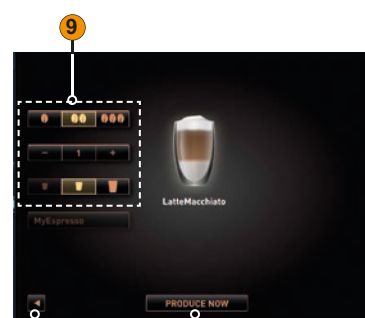 9
− 1 +
LatteMacchiato
MyEspresso
PRODUCE NOW